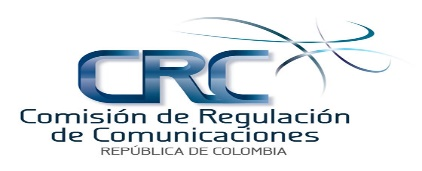 CRC
Comisión de Regulación
de Comunicaciones
REPÚBLICA DE COLOMBIA